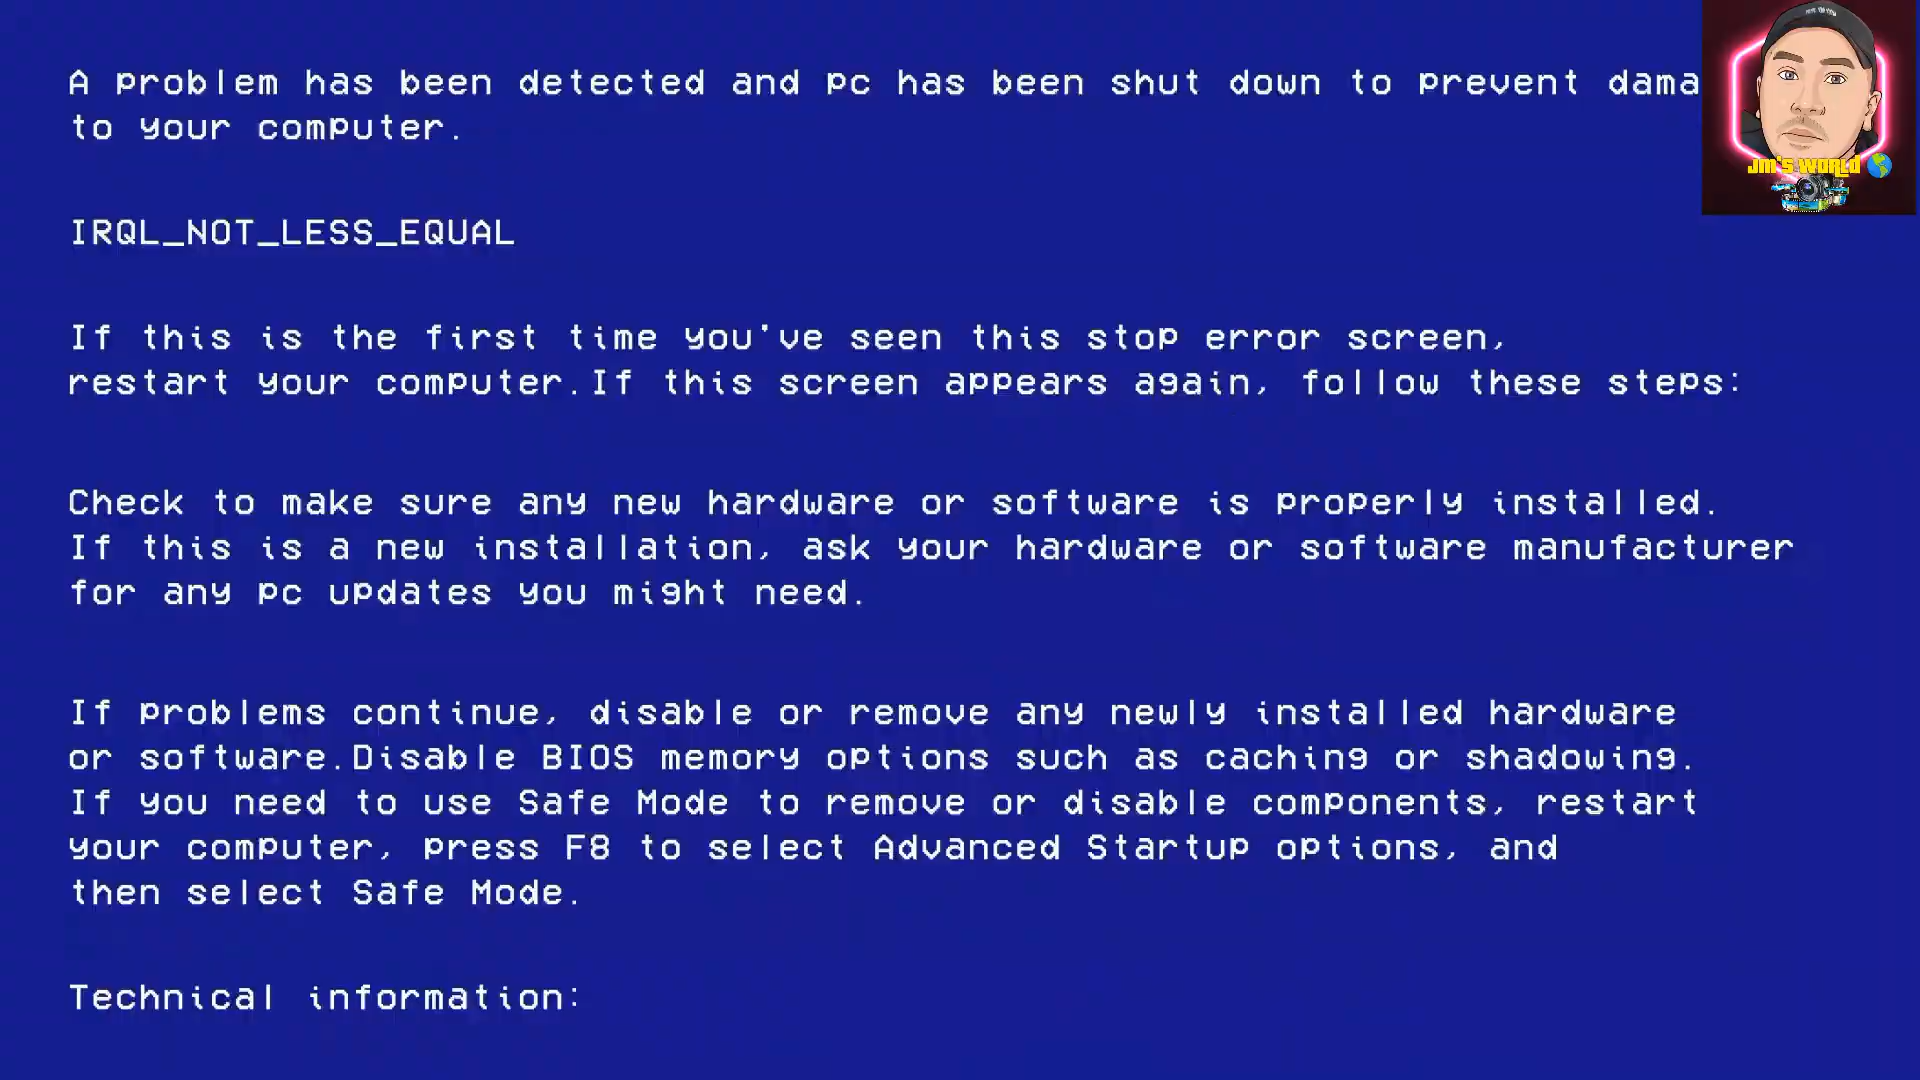 A problem has been detected and pc has been shut down to prevent dama
to your computer.
JM'S WORLD
IRQL_NOT_LESS_EQUAL
If this is the first time you've seen this stop error screen,
restart your computer.If this screen appears again, follow these steps:
Check to make sure any new hardware or software is properly installed.
If this is a new installation, ask your hardware or software manufacturer
for any pc updates you might need.
If problems continue, disable or remove any newly installed hardware
or software.Disable BIOS memory options such as caching or shadowing.
If you need to use Safe Mode to remove or disable components, restart
your computer, press F8 to select Advanced Startup options, and
then select Safe Mode.
Technical information: